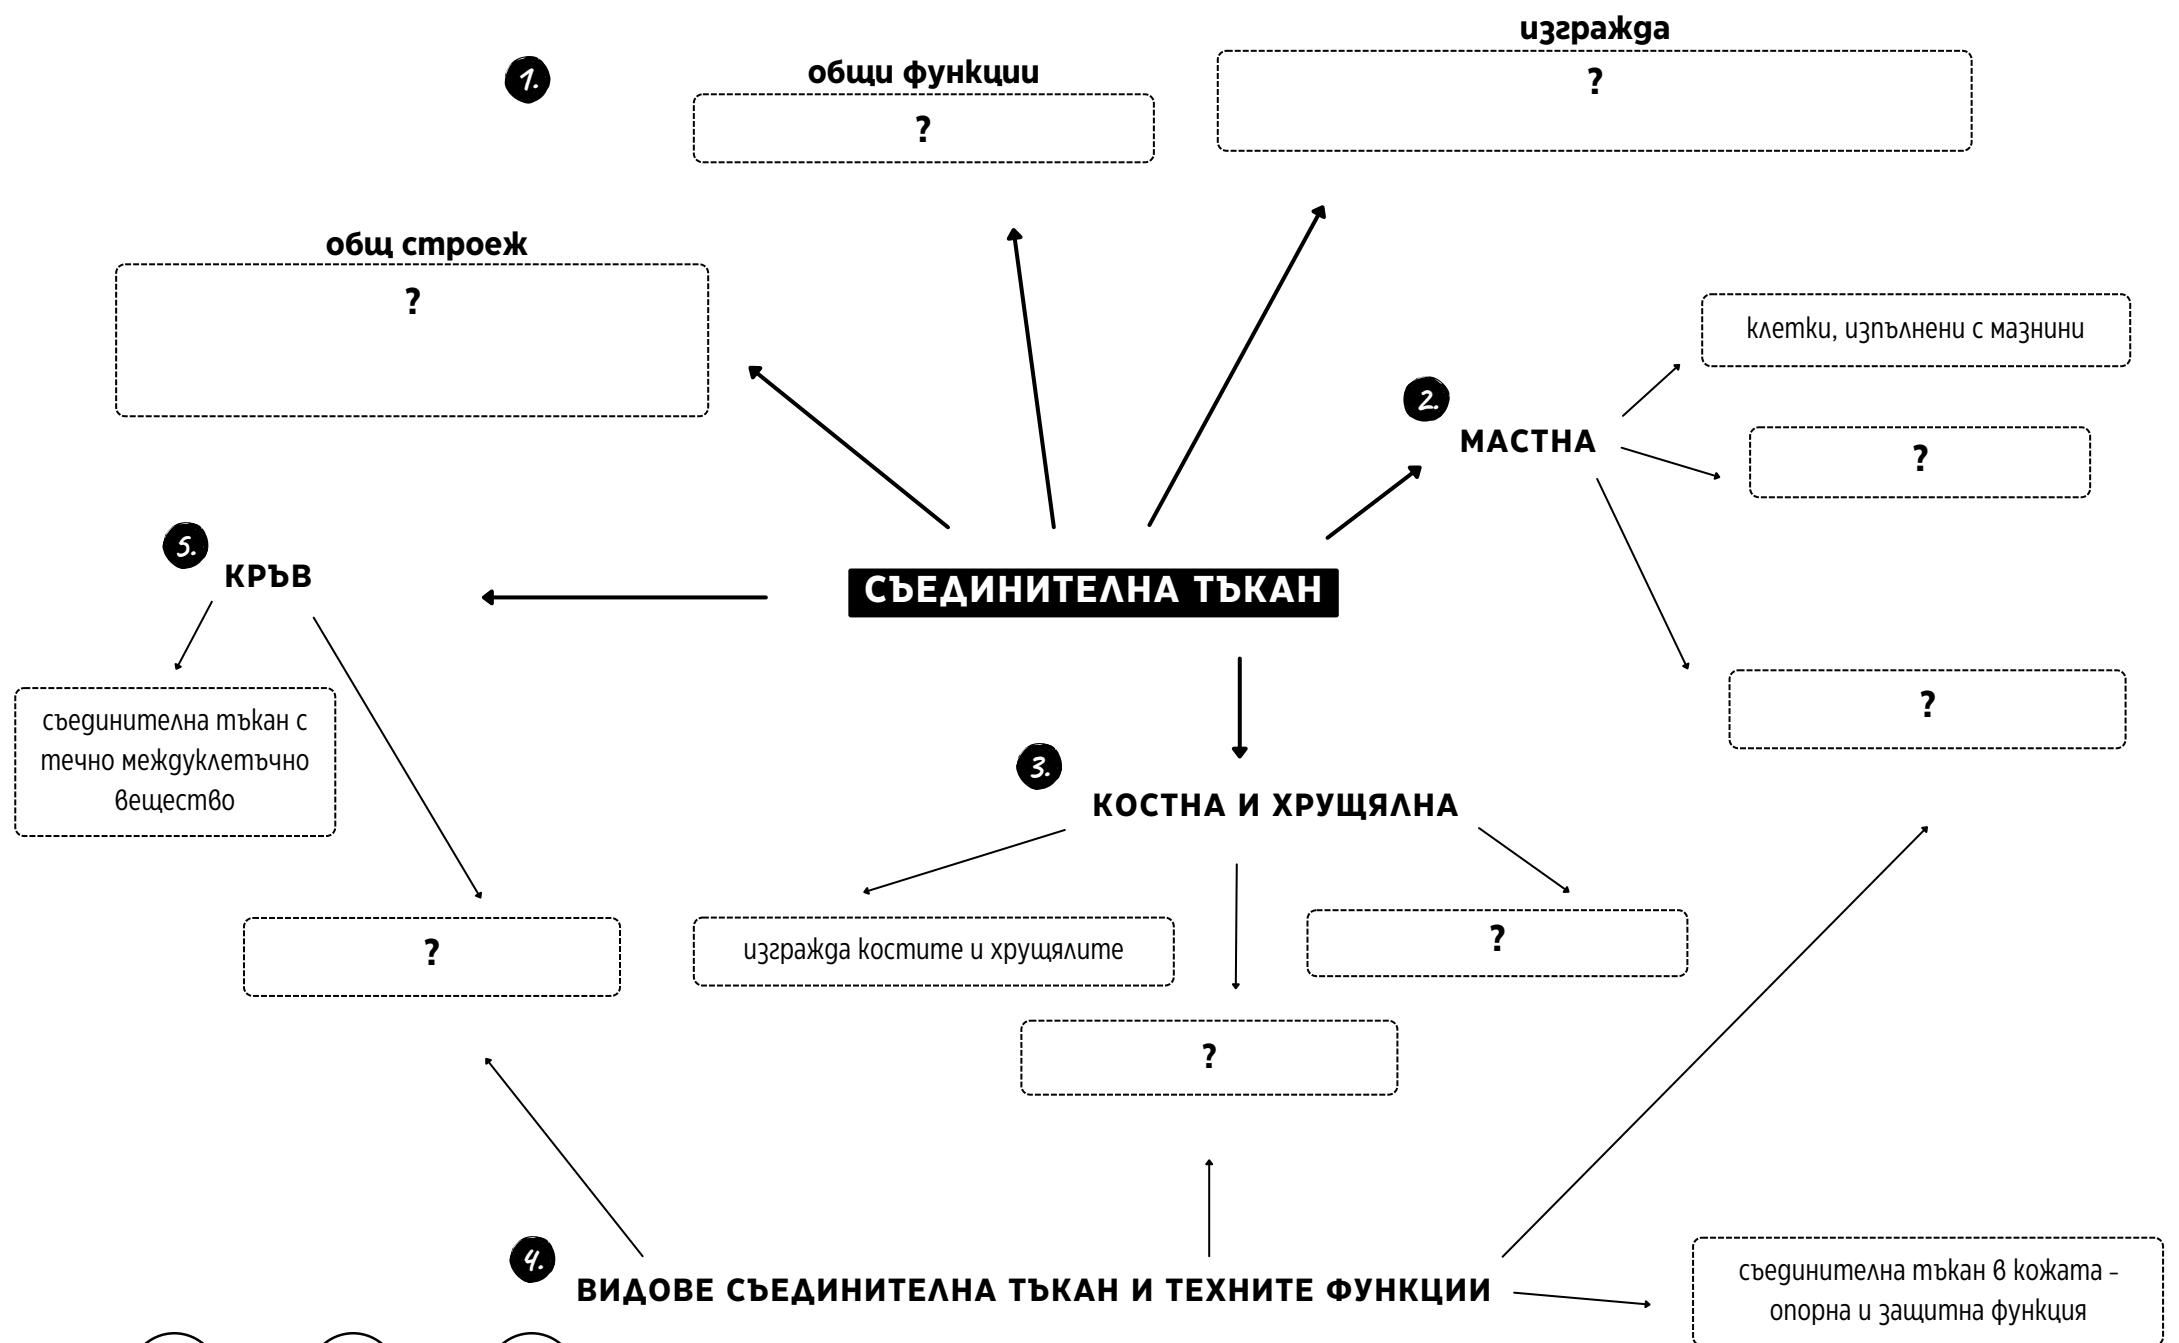 изгражда
?
1.
общи функции
?
общ строеж
?
клетки, изпълнени с мазнини
2.
МАСТНА
?
5.
КРЪВ
СЪЕДИНИТЕЛНА ТЪКАН
съединителна тъкан с
течно междуклетъчно
вещество
?
3.
КОСТНА И ХРУЩЯЛНА
?
изгражда костите и хрущялите
?
?
4.
ВИДОВЕ СЪЕДИНИТЕЛНА ТЪКАН И ТЕХНИТЕ ФУНКЦИИ
съединителна тъкан в кожата -
опорна и защитна функция